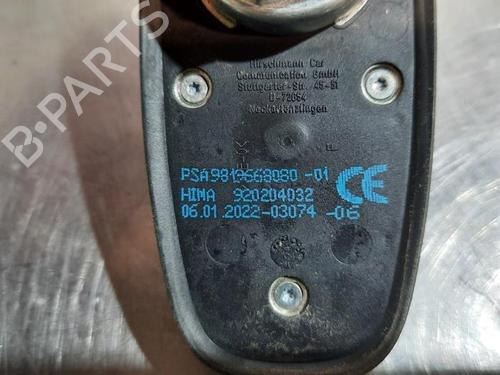 Hirschmann Car
Communication GmbH
Stuttgarter-Str. 45-51
D-72654
Neckartenzlingen
PSA9819668080 -01
HIMA 920204032
CE
06.01.2022-03074 -06
B-PARTS